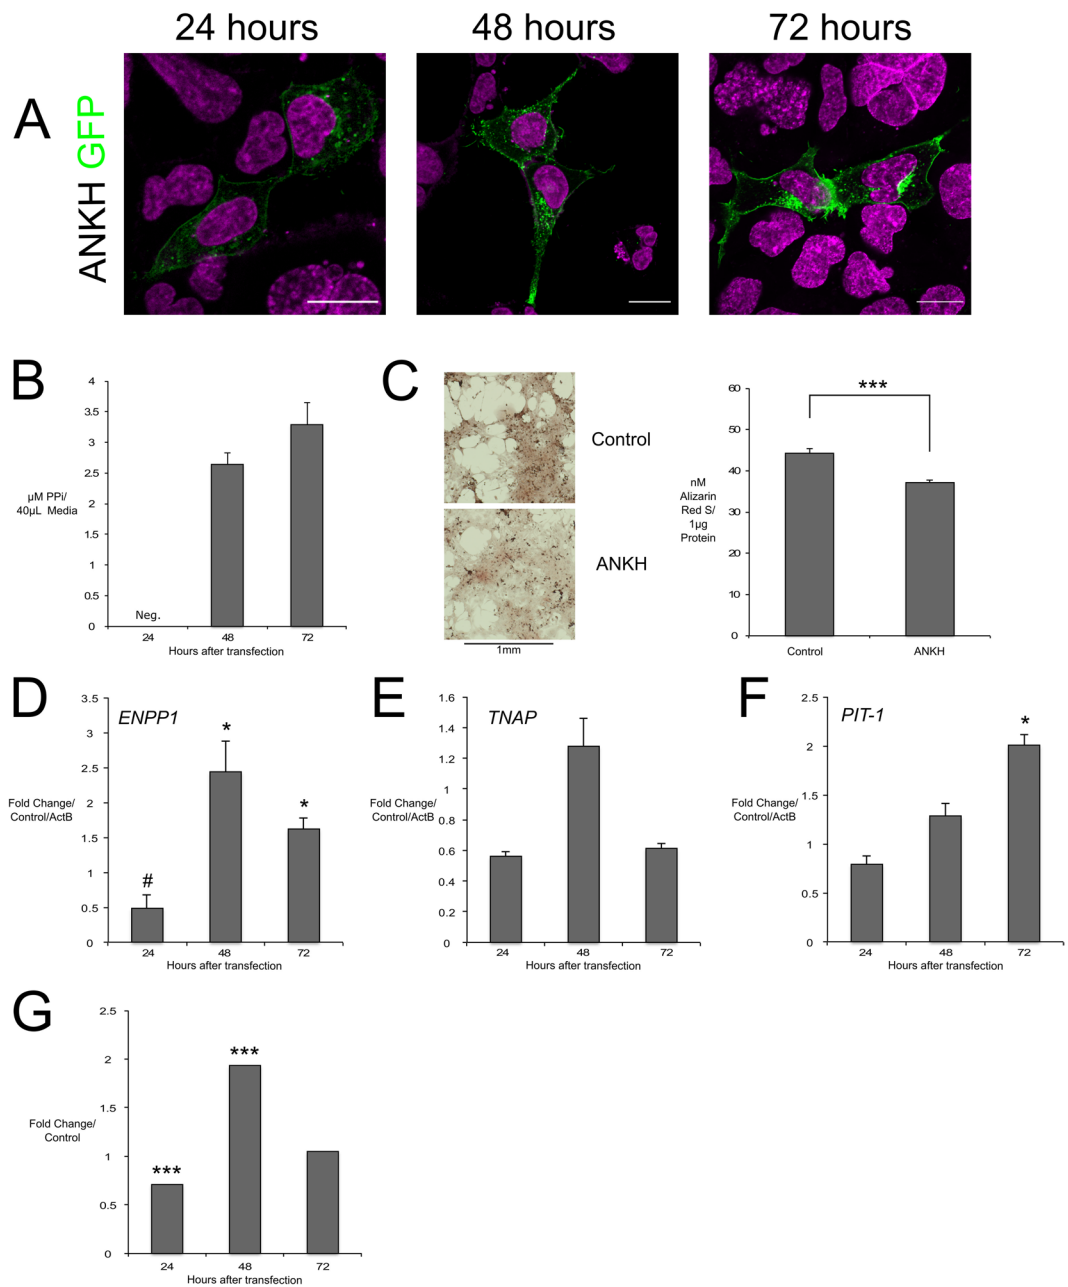 24 hours
48 hours
72 hours
A
ANKH GFP
B
4
3.5
3
2.5
2
1.5
1
0.5
0
µM PPi/
40µL Media
Neg.
24
48
72
Hours after transfection
C
Control
ANKH
1mm
60
50
40
30
20
10
0
nM
Alizarin
Red S/
1µg
Protein
***
Control
ANKH
D
ENPP1
3.5
3
2.5
2
1.5
1
0.5
0
Fold Change/
Control/ActB
#
*
*
24
48
72
Hours after transfection
E
TNAP
1.6
1.4
1.2
1
0.8
0.6
0.4
0.2
0
Fold Change/
Control/ActB
24
48
72
Hours after transfection
F
PIT-1
2.5
2
1.5
1
0.5
0
Fold Change/
Control/ActB
*
24
48
72
Hours after transfection
G
2.5
2
1.5
1
0.5
0
Fold Change/
Control
***
***
24
48
72
Hours after transfection